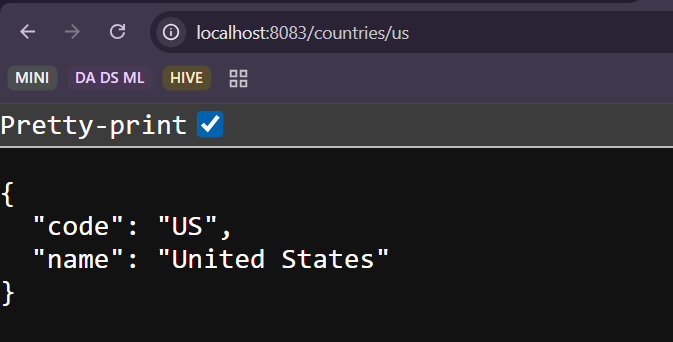 localhost:8083/countries/us
MINI DA DS ML HIVE
Pretty-print
{
"code": "US",
"name": "United States"
}